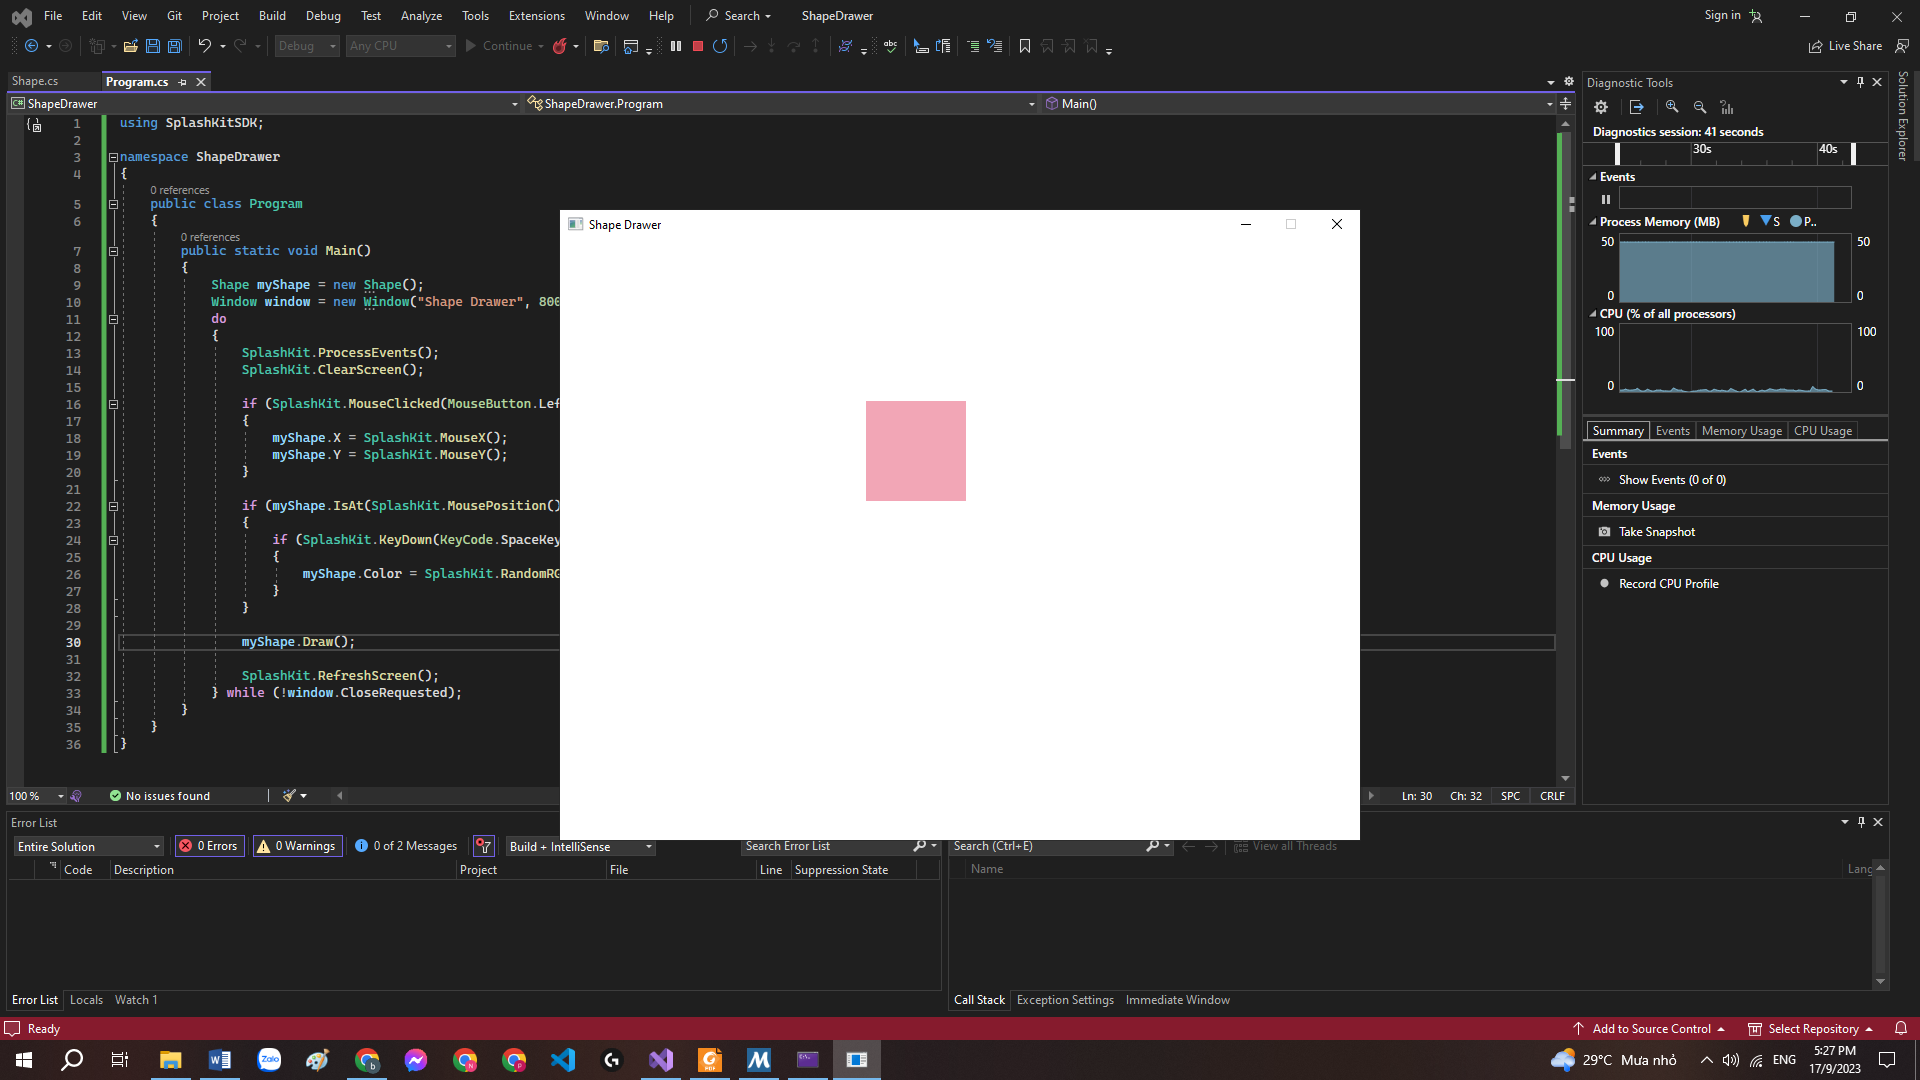 File Edit View Git Project Build Debug Test Analyze Tools Extensions Window Help Search ShapeDrawer Sign in
Debug Any CPU Continue Live Share
Shape.cs Program.cs
ShapeDrawer ShapeDrawer.Program Main()
1 using SplashKitSDK;
2
3 namespace ShapeDrawer
4 {
0 references
5 public class Program
6 {
0 references
7 public static void Main()
8 {
9 Shape myShape = new Shape();
10 Window window = new Window("Shape Drawer", 800
11 do
12 {
13 SplashKit.ProcessEvents();
14 SplashKit.ClearScreen();
15
16 if (SplashKit.MouseClicked(MouseButton.Lef
17 {
18 myShape.X = SplashKit.MouseX();
19 myShape.Y = SplashKit.MouseY();
20 }
21
22 if (myShape.IsAt(SplashKit.MousePosition()
23 {
24 if (SplashKit.KeyDown(KeyCode.SpaceKey
25 {
26 myShape.Color = SplashKit.RandomRG
27 }
28 }
29
30 myShape.Draw();
31
32 SplashKit.RefreshScreen();
33 } while (!window.CloseRequested);
34 }
35 }
36 }
Shape Drawer
100 % No issues found Ln: 30 Ch: 32 SPC CRLF
Diagnostic Tools
Diagnostics session: 41 seconds
30s 40s
Events
Process Memory (MB) S P..
50 50
0 0
CPU (% of all processors)
100 100
0 0
Summary Events Memory Usage CPU Usage
Events
Show Events (0 of 0)
Memory Usage
Take Snapshot
CPU Usage
Record CPU Profile
Solution Explorer
Error List
Entire Solution 0 Errors 0 Warnings 0 of 2 Messages Build + IntelliSense Search Error List
Code Description Project File Line Suppression State
Search (Ctrl+E) View all Threads
Name Lang
Error List Locals Watch 1
Call Stack Exception Settings Immediate Window
Ready Add to Source Control Select Repository
Zalo
29°C Mưa nhỏ ENG 5:27 PM
17/9/2023